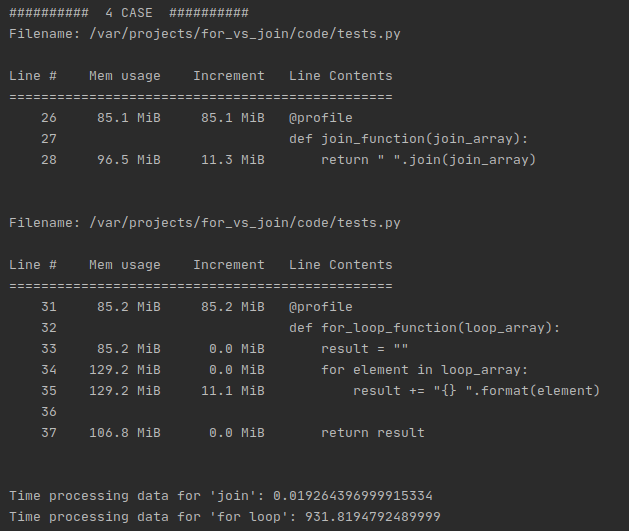 ##########  4 CASE  ##########
Filename: /var/projects/for_vs_join/code/tests.py
Line #    Mem usage    Increment   Line Contents
================================================
    26     85.1 MiB     85.1 MiB   @profile
    27                             def join_function(join_array):
    28     96.5 MiB     11.3 MiB       return " ".join(join_array)
Filename: /var/projects/for_vs_join/code/tests.py
Line #    Mem usage    Increment   Line Contents
================================================
    31     85.2 MiB     85.2 MiB   @profile
    32                             def for_loop_function(loop_array):
    33     85.2 MiB      0.0 MiB       result = ""
    34    129.2 MiB      0.0 MiB       for element in loop_array:
    35    129.2 MiB     11.1 MiB           result += "{} ".format(element)
    36
    37    106.8 MiB      0.0 MiB       return result
Time processing data for 'join': 0.019264396999915334
Time processing data for 'for loop': 931.8194792489999